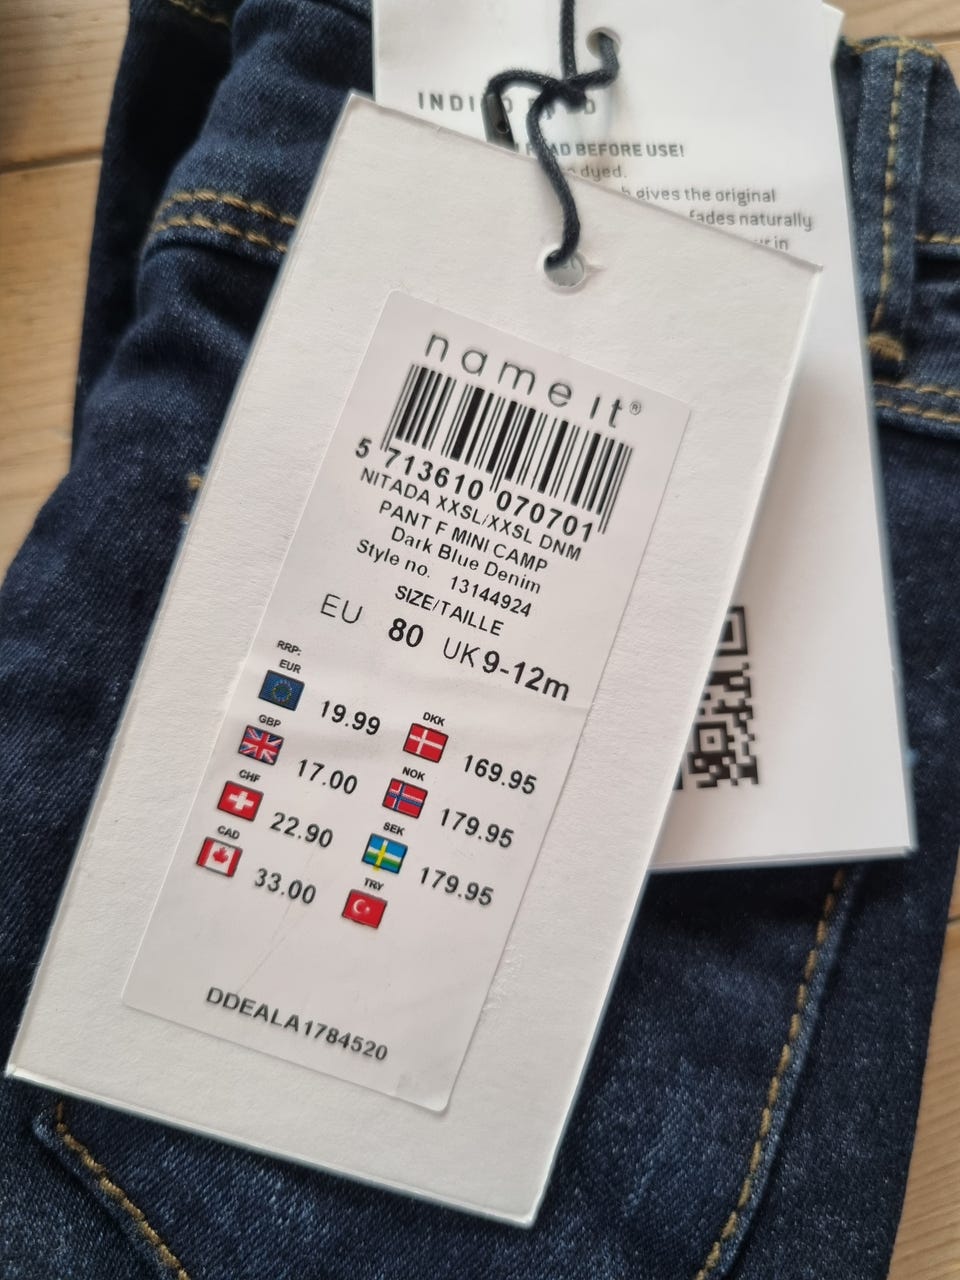 INDI
READ BEFORE USE!
dyed.
gives the original
fades naturally
in
name it®
5 713610 070701
NITADA XXSL/XXSL DNM
PANT F MINI CAMP
Dark Blue Denim
Style no. 13144924
SIZE/TAILLE
EU 80 UK 9-12m
RRP:
EUR 19.99 DKK 169.95
GBP 17.00 NOK 179.95
CHF 22.90 SEK 179.95
CAD 33.00 TRY
DDEALA1784520